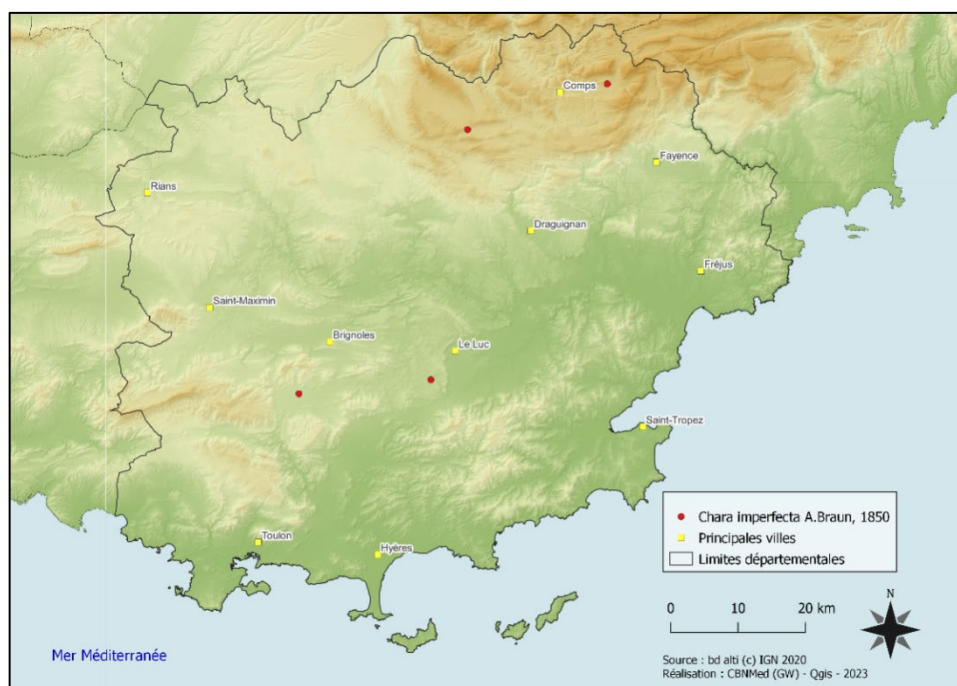 Comps
Fayence
Rians
Draguignan
Fréjus
Saint-Maximin
Brignoles
Le Luc
Saint-Tropez
Toulon
Hyères
Chara imperfecta A.Braun, 1850
Principales villes
Limites départementales
0 10 20 km
N
Source : bd alti (c) IGN 2020
Réalisation : CBNMed (GW) - Qgis - 2023
Mer Méditerranée